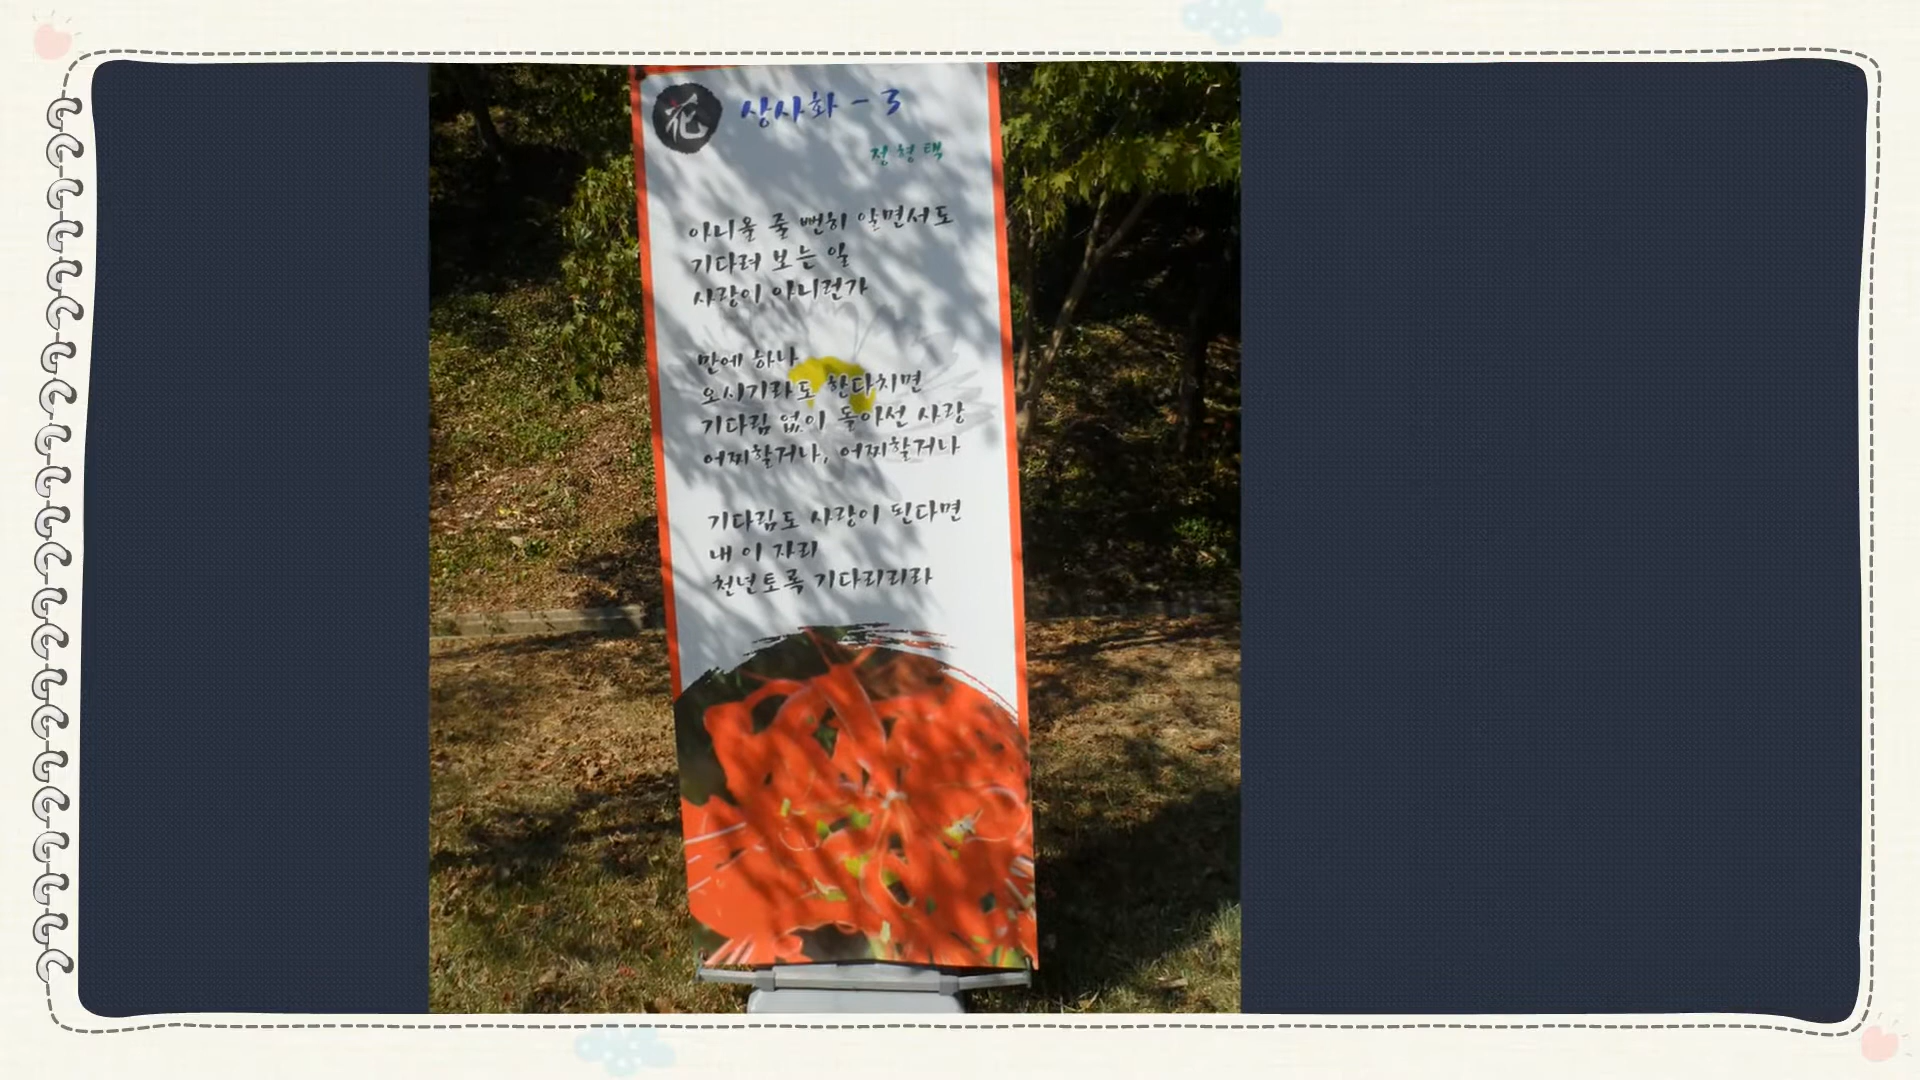 花 상사화 - 3
정형택
아니올 줄 뻔히 알면서도
기다려 보는 일
사랑이 아니런가
만에 하나
오시기라도 한다치면
기다림 없이 돌아선 사랑
어찌할거나, 어찌할거나
기다림도 사랑이 된다면
내 이 자리
천년토록 기다리리라